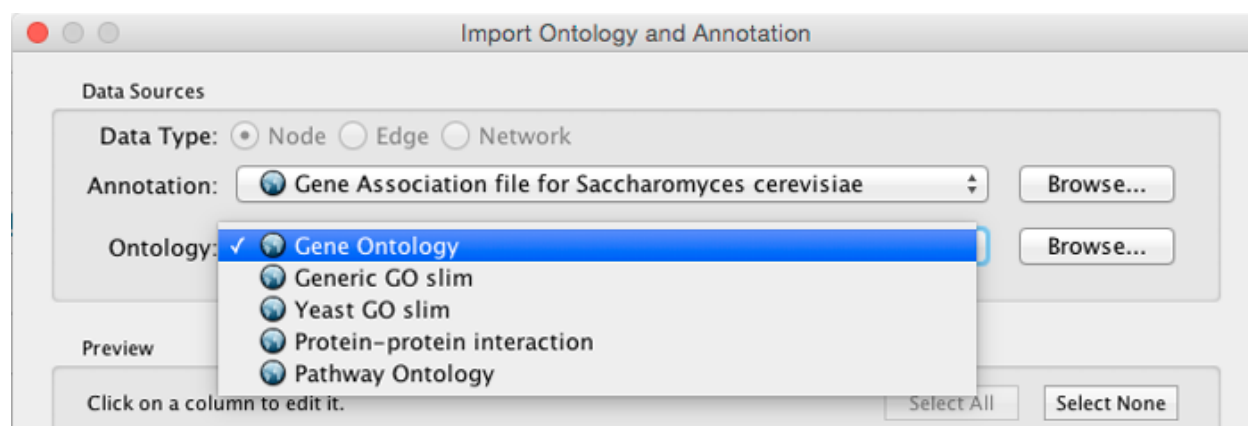 Import Ontology and Annotation
Data Sources
Data Type: Node Edge Network
Annotation: Gene Association file for Saccharomyces cerevisiae Browse...
Ontology: ✓ Gene Ontology Browse...
Generic GO slim
Yeast GO slim
Protein-protein interaction
Pathway Ontology
Preview
Click on a column to edit it. Select All Select None